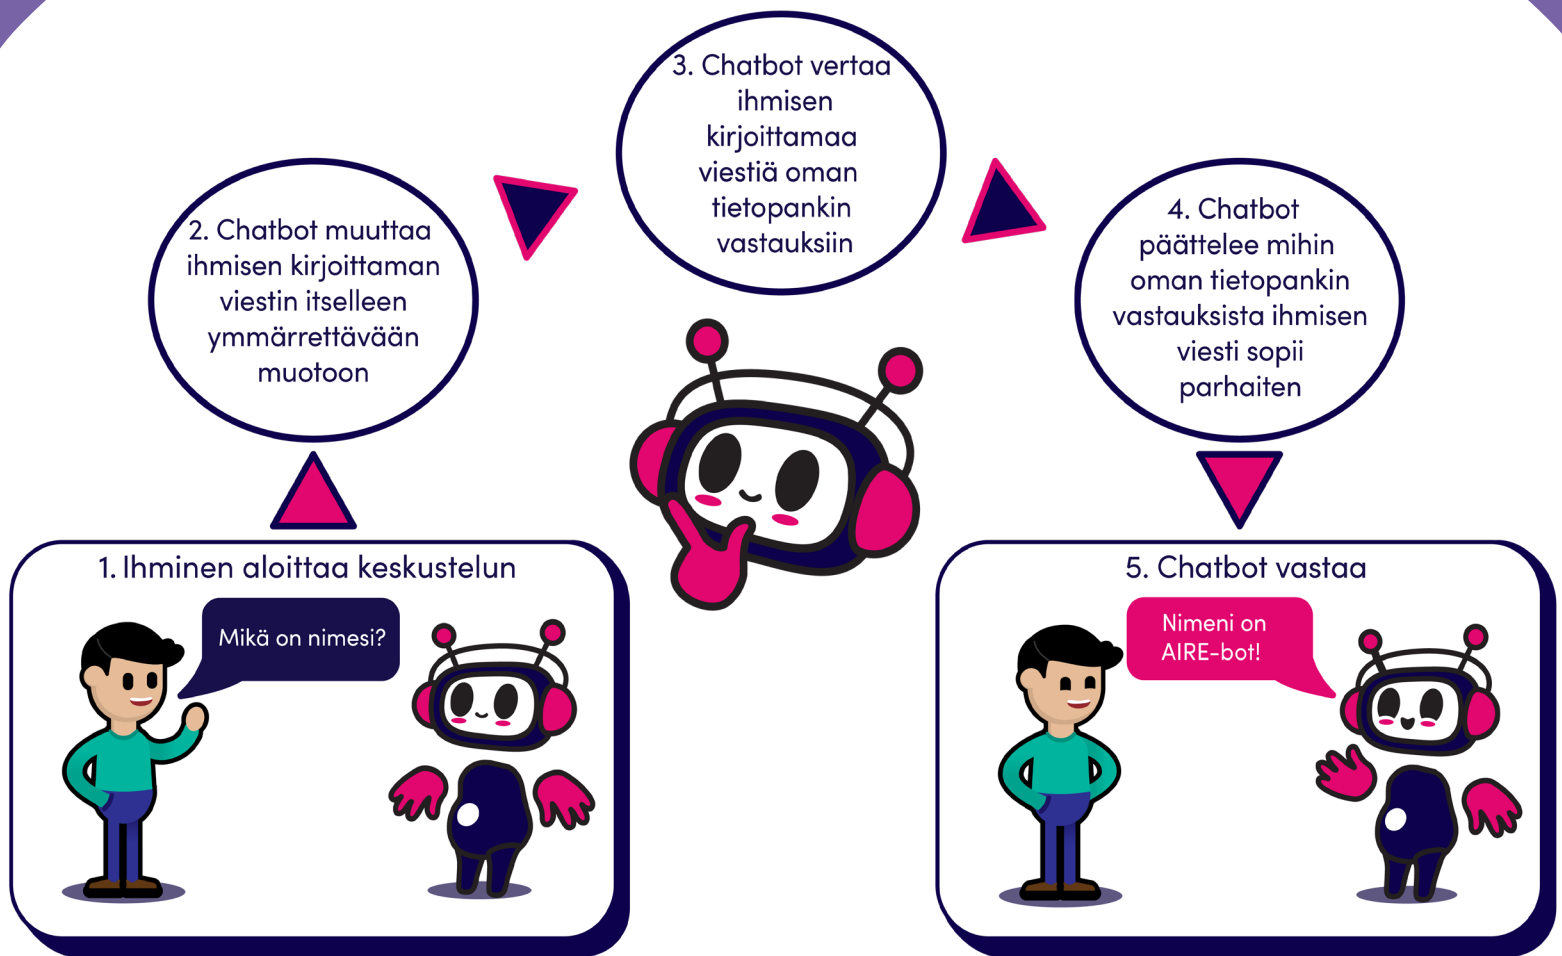 1. Ihminen aloittaa keskustelun
Mikä on nimesi?
2. Chatbot muuttaa
ihmisen kirjoittaman
viestin itselleen
ymmärrettävään
muotoon
3. Chatbot vertaa
ihmisen
kirjoittamaa
viestiä oman
tietopankin
vastauksiin
4. Chatbot
päättelee mihin
oman tietopankin
vastauksista ihmisen
viesti sopii
parhaiten
5. Chatbot vastaa
Nimeni on
AIRE-bot!